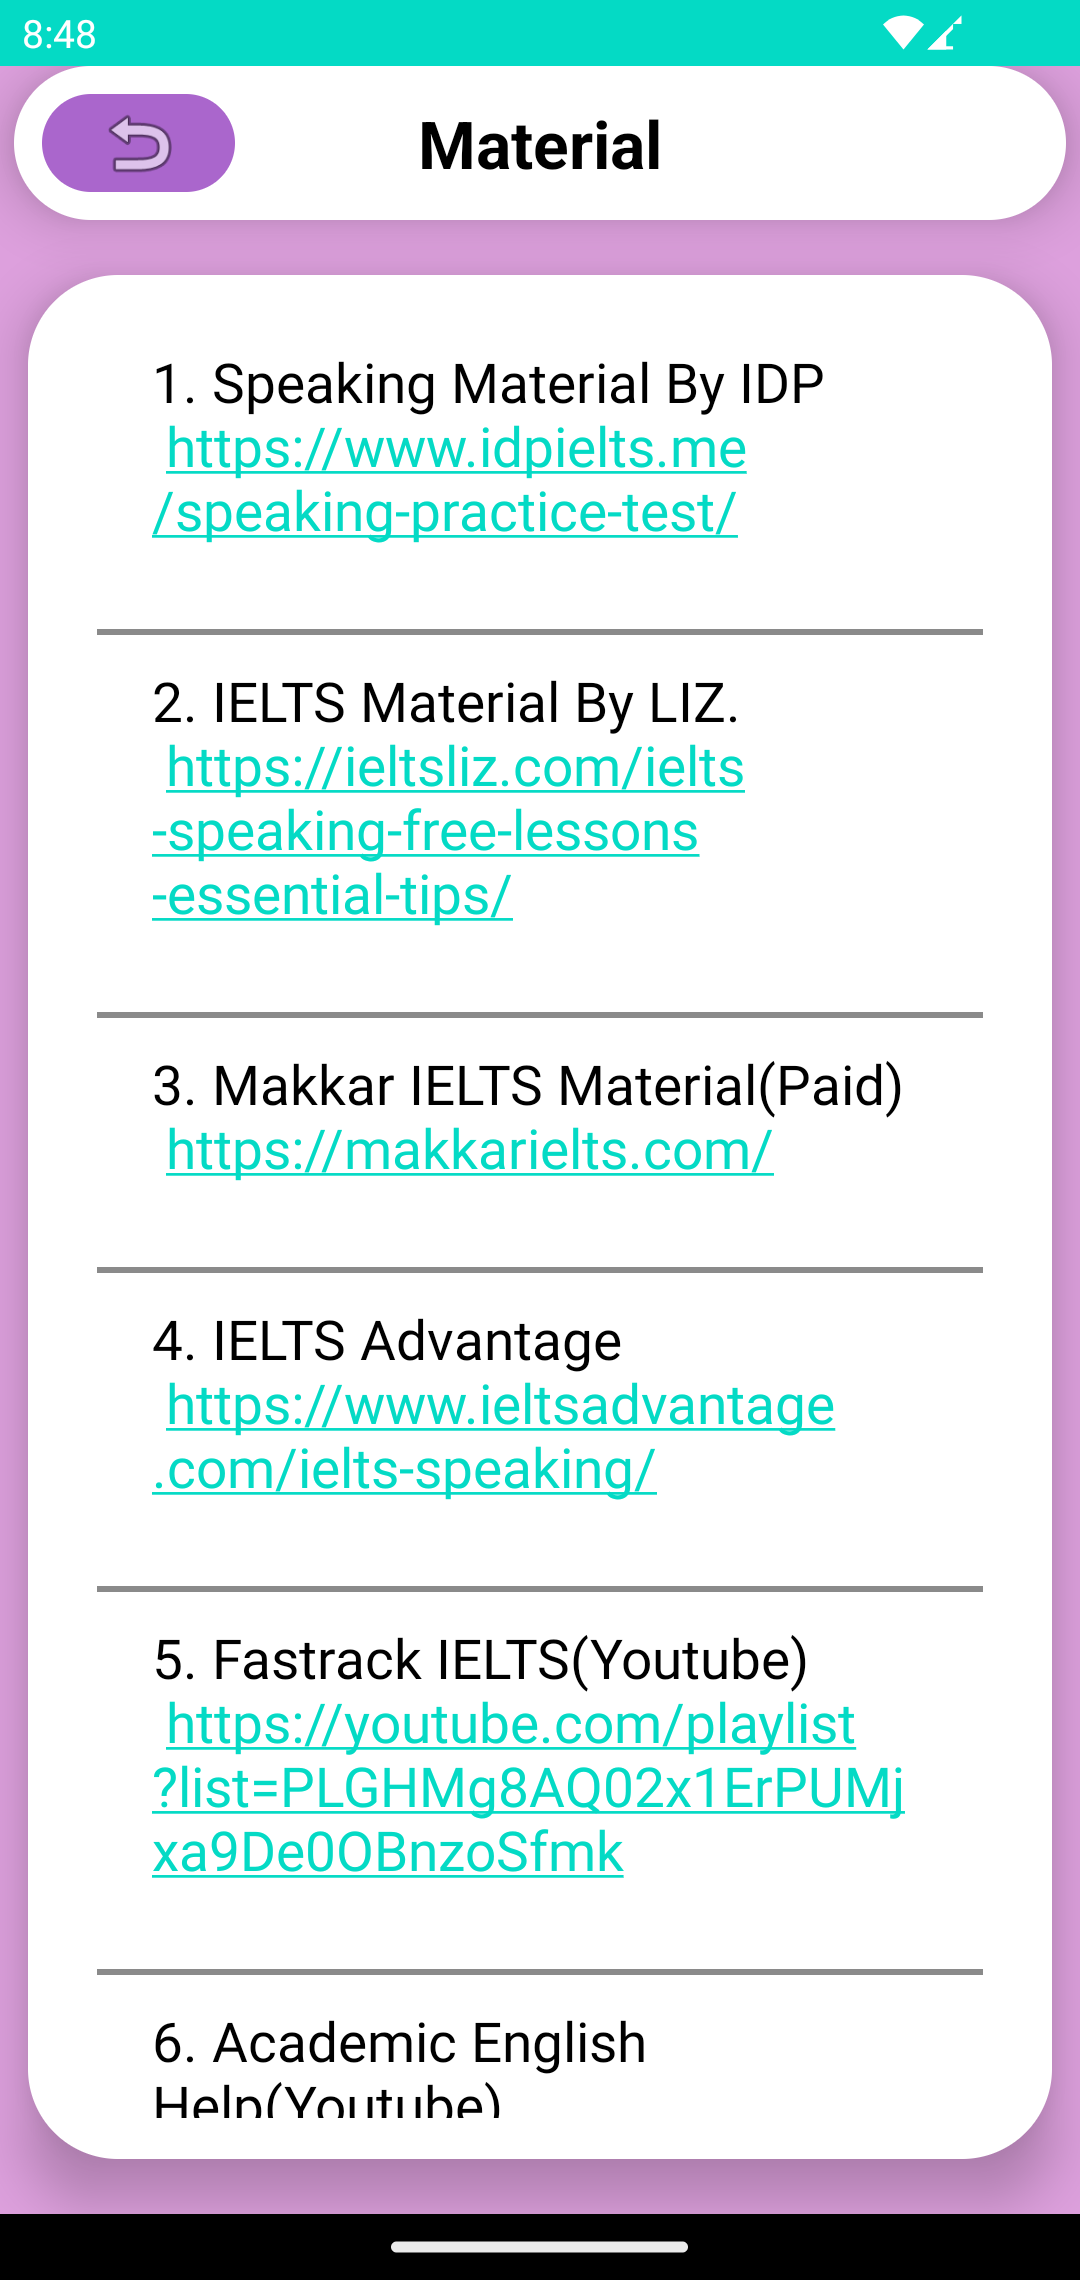 8:48
Material
1. Speaking Material By IDP
https://www.idpielts.me
/speaking-practice-test/
2. IELTS Material By LIZ.
https://ieltsliz.com/ielts
-speaking-free-lessons
-essential-tips/
3. Makkar IELTS Material(Paid)
https://makkarielts.com/
4. IELTS Advantage
https://www.ieltsadvantage
.com/ielts-speaking/
5. Fastrack IELTS(Youtube)
https://youtube.com/playlist
?list=PLGHMg8AQ02x1ErPUMj
xa9De0OBnzoSfmk
6. Academic English
Help(Youtube)